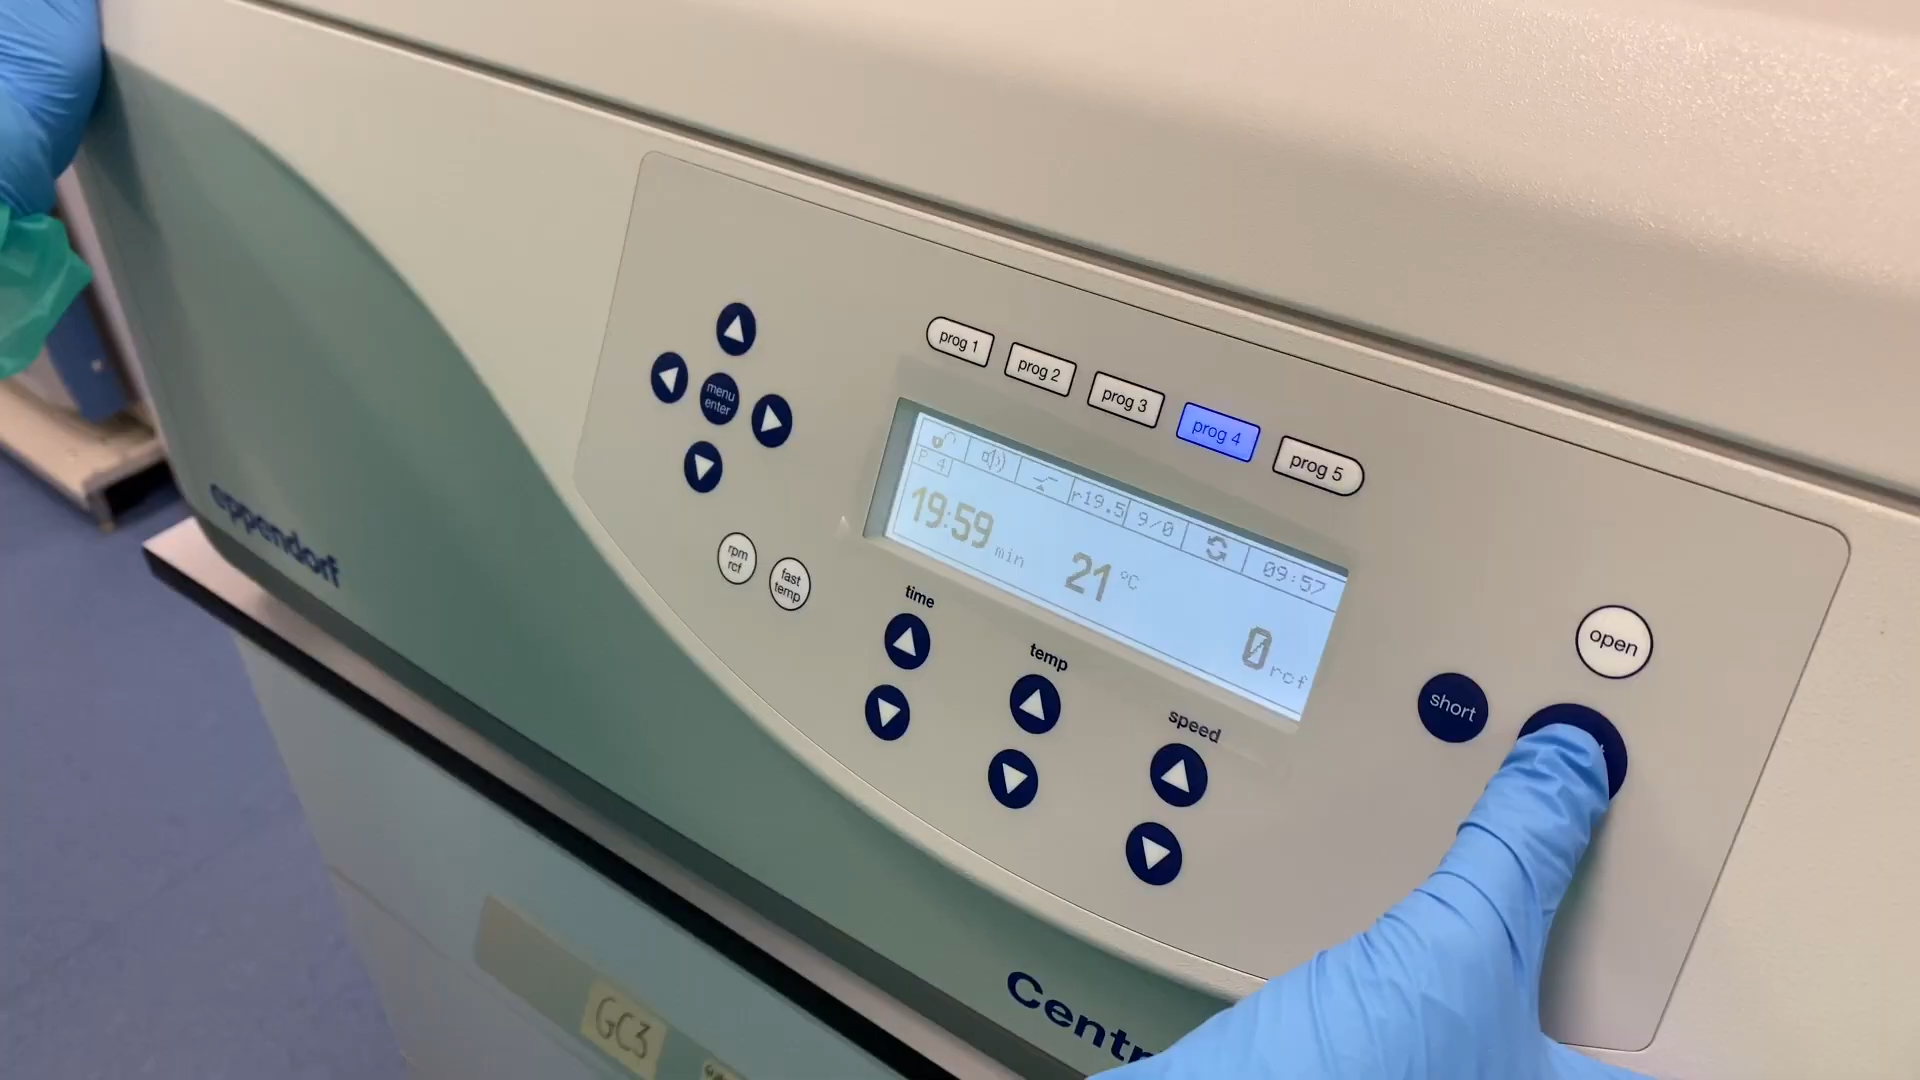 prog 1
prog 2
prog 3
prog 4
prog 5
menu
enter
P 4
r19.5
9/0
09:57
19:59 min
21 °C
0 rcf
rpm
rcf
fast
temp
time
temp
speed
open
short
eppendorf
Centr
GC3